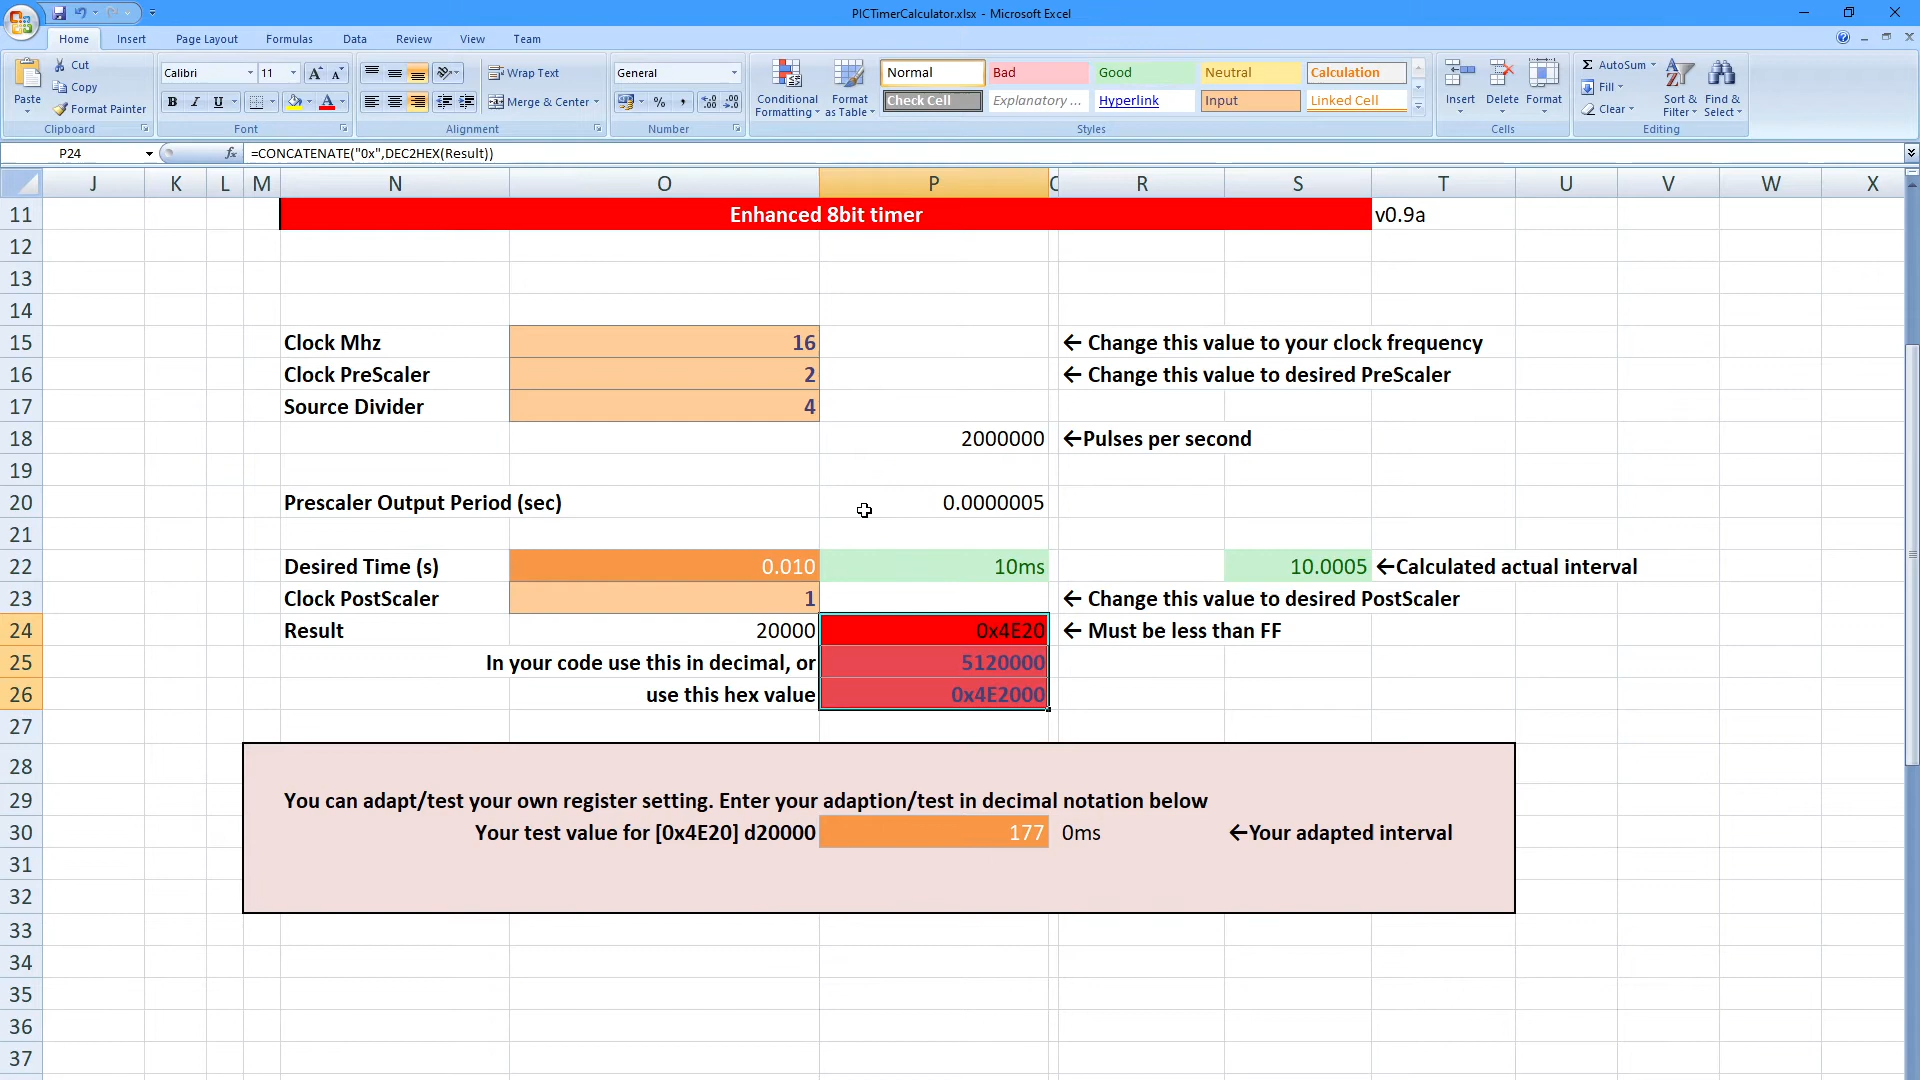 PICTimerCalculator.xlsx - Microsoft Excel
Home Insert Page Layout Formulas Data Review View Team
Cut Calibri 11 Wrap Text General Normal Bad Good Neutral Calculation AutoSum
Copy Fill
Paste Format Painter B I U Merge & Center % , Conditional Formatting Format as Table Check Cell Explanatory ... Hyperlink Input Linked Cell Insert Delete Format Clear Sort & Filter Find & Select
Clipboard Font Alignment Number Styles Cells Editing
P24 fx =CONCATENATE("0x",DEC2HEX(Result))
J K L M N O P R S T U V W X
11 Enhanced 8bit timer v0.9a
12
13
14
15 Clock Mhz 16 ← Change this value to your clock frequency
16 Clock PreScaler 2 ← Change this value to desired PreScaler
17 Source Divider 4
18 2000000 ←Pulses per second
19
20 Prescaler Output Period (sec) 0.0000005
21
22 Desired Time (s) 0.010 10ms 10.0005 ←Calculated actual interval
23 Clock PostScaler 1 ← Change this value to desired PostScaler
24 Result 20000 0x4E20 ← Must be less than FF
25 In your code use this in decimal, or 5120000
26 use this hex value 0x4E2000
27
28
29 You can adapt/test your own register setting. Enter your adaption/test in decimal notation below
30 Your test value for [0x4E20] d20000 177 0ms ←Your adapted interval
31
32
33
34
35
36
37